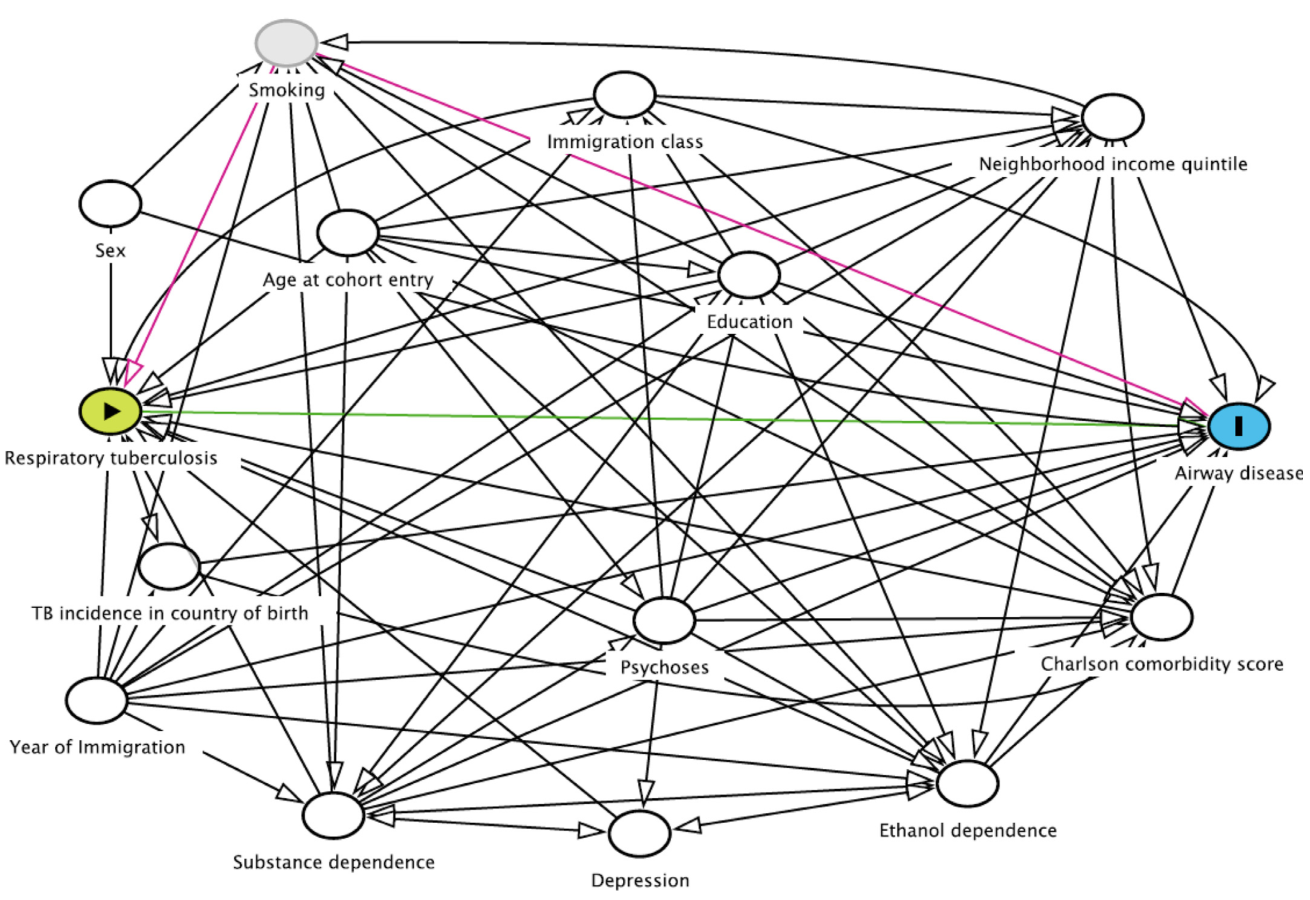 Smoking
Immigration class
Neighborhood income quintile
Sex
Age at cohort entry
Education
Respiratory tuberculosis
Airway disease
TB incidence in country of birth
Psychoses
Charlson comorbidity score
Year of Immigration
Ethanol dependence
Substance dependence
Depression